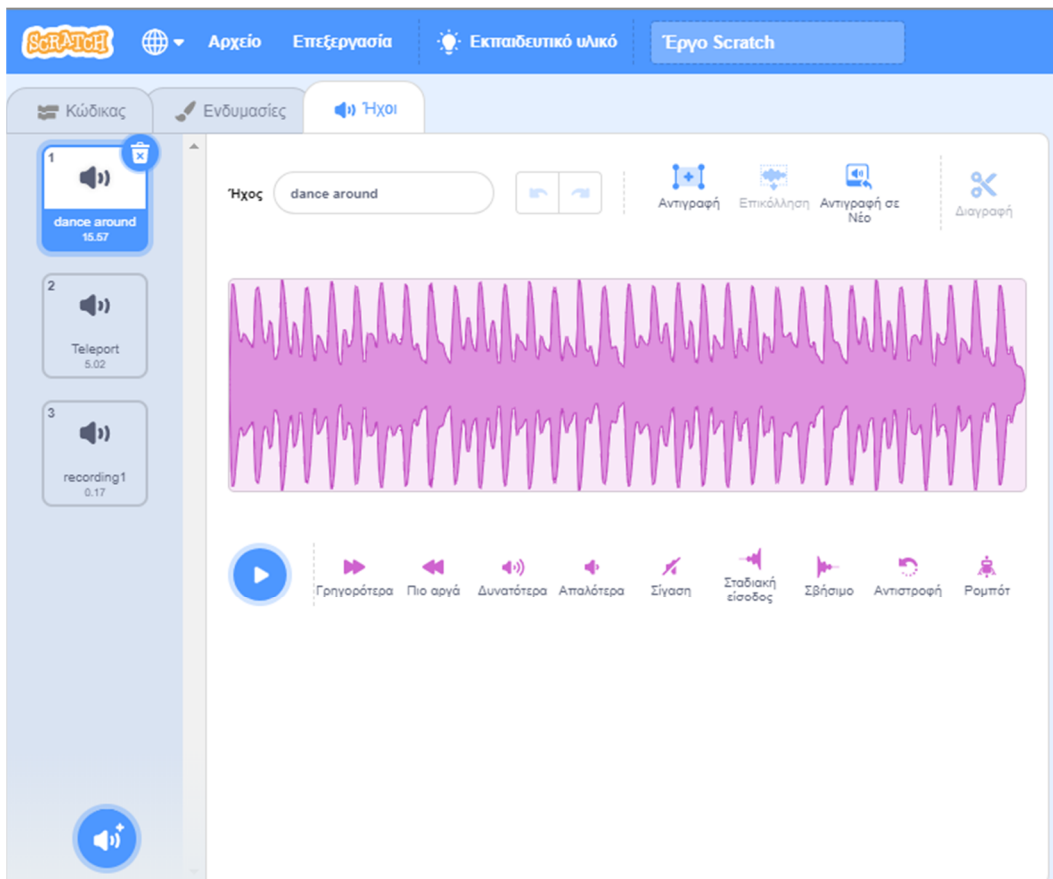 SCRATCH Αρχείο Επεξεργασία Εκπαιδευτικό υλικό Έργο Scratch
Κώδικας Ενδυμασίες Ήχοι
1
dance around
15.57
2
Teleport
5.02
3
recording1
0.17
Ήχος dance around
Αντιγραφή Επικόλληση Αντιγραφή σε
Νέο
Διαγραφή
Γρηγορότερα Πιο αργά Δυνατότερα Απαλότερα Σίγαση Σταδιακή
είσοδος
Σβήσιμο Αντιστροφή Ρομπότ